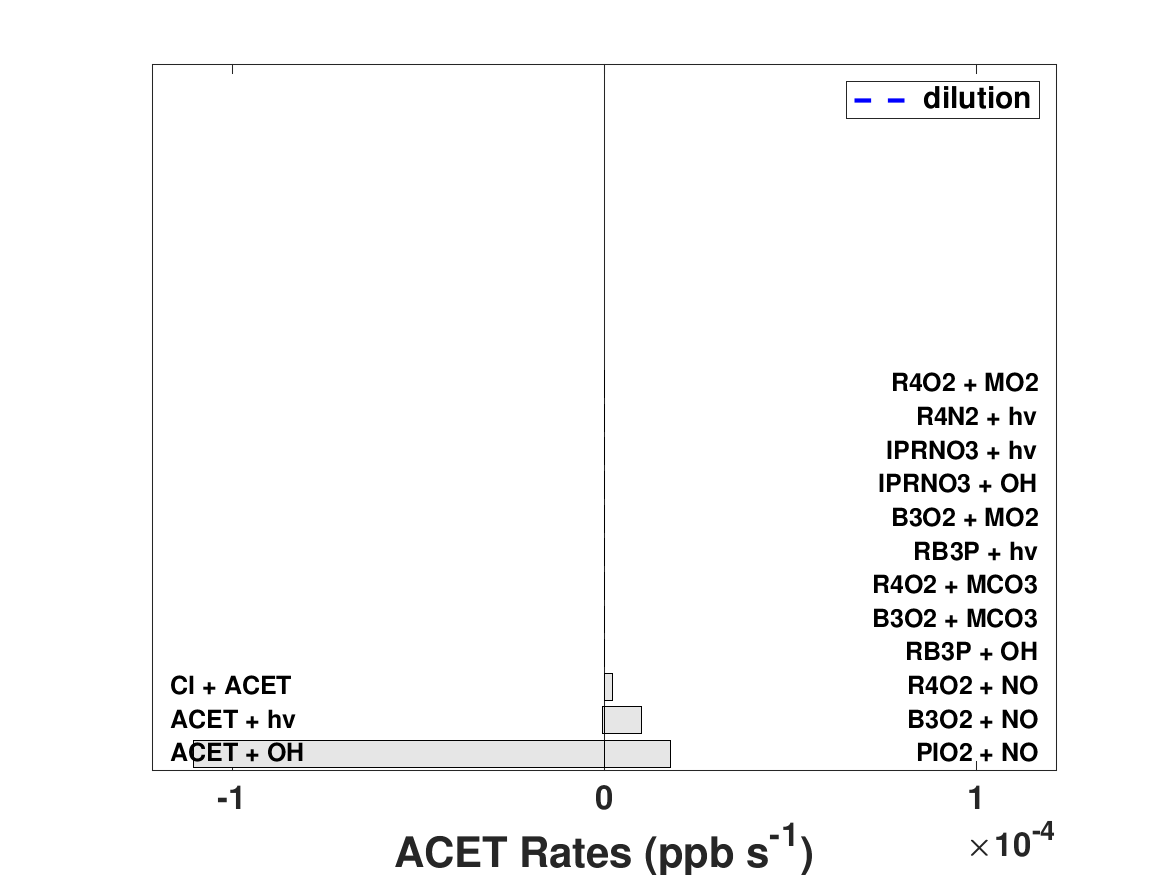 dilution
R4O2 + MO2
R4N2 + hv
IPRNO3 + hv
IPRNO3 + OH
B3O2 + MO2
RB3P + hv
R4O2 + MCO3
B3O2 + MCO3
RB3P + OH
Cl + ACET R4O2 + NO
ACET + hv B3O2 + NO
ACET + OH PIO2 + NO
-1 0 1
×10⁻⁴
ACET Rates (ppb s⁻¹)